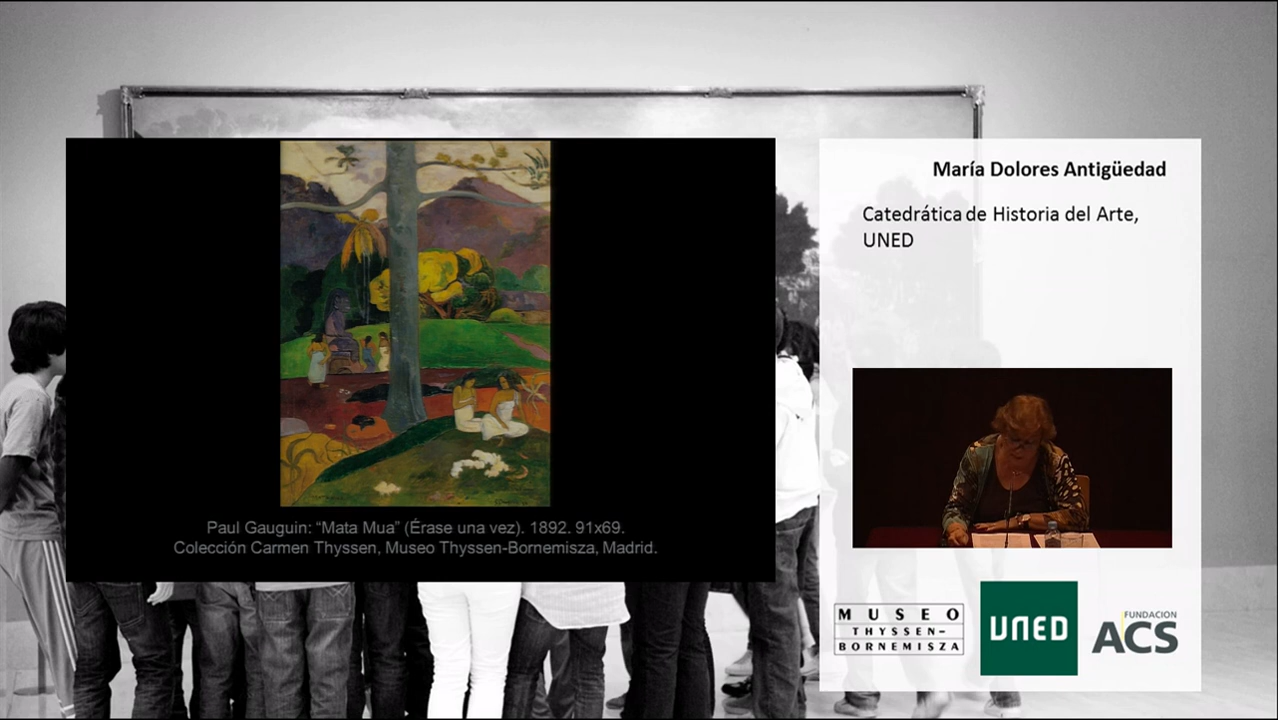 Paul Gauguin: “Mata Mua” (Érase una vez). 1892. 91x69.
Colección Carmen Thyssen, Museo Thyssen-Bornemisza, Madrid.
María Dolores Antigüedad
Catedrática de Historia del Arte,
UNED
MUSEO
THYSSEN-
BORNEMISZA
UNED
FUNDACION
ACS